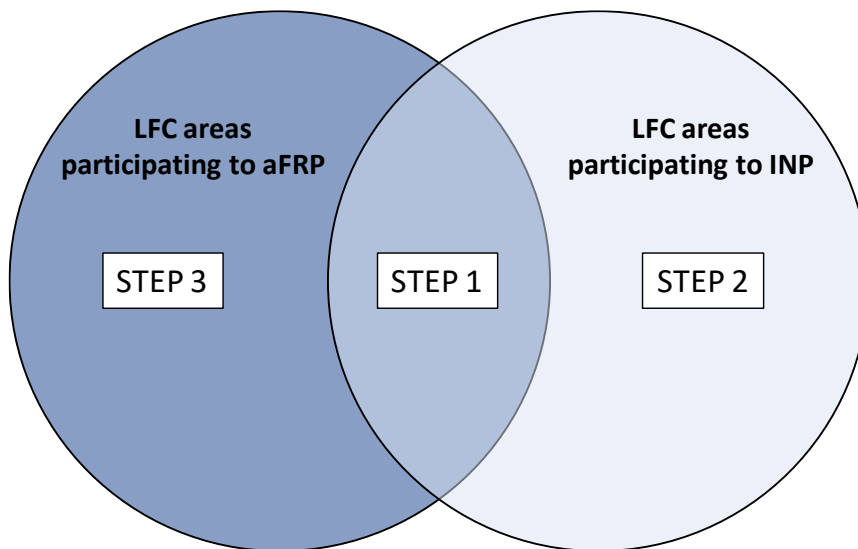 LFC areas
participating to aFRP
LFC areas
participating to INP
STEP 3
STEP 1
STEP 2